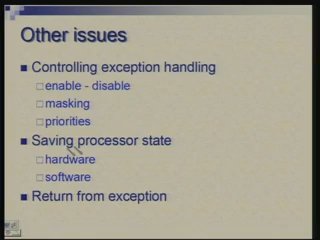 Other issues
Controlling exception handling
enable - disable
masking
priorities
Saving processor state
hardware
software
Return from exception